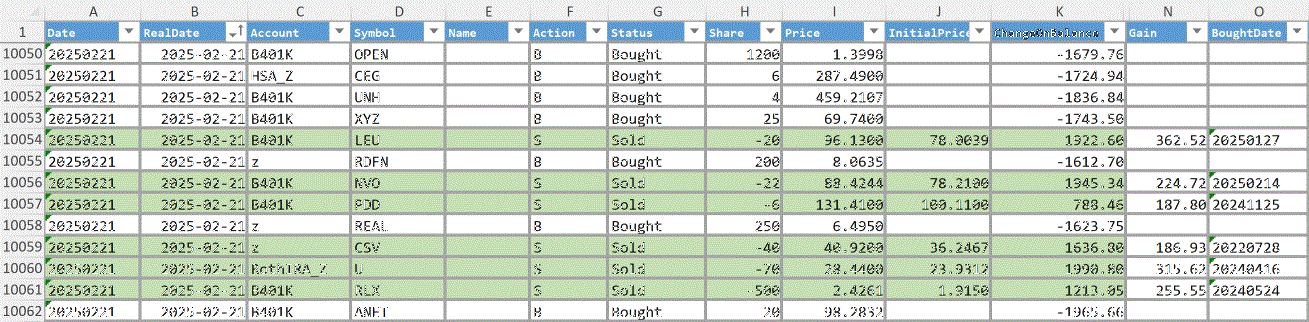 A B C D E F G H I J K N O
1 Date RealDate Account Symbol Name Action Status Share Price InitialPrice ChangeOnBalance Gain BoughtDate
10050 20250221 2025-02-21 B401K OPEN B Bought 1200 1.3998 -1679.76
10051 20250221 2025-02-21 HSA_Z CEG B Bought 6 287.4900 -1724.94
10052 20250221 2025-02-21 B401K UNH B Bought 4 459.2107 -1836.84
10053 20250221 2025-02-21 B401K XYZ B Bought 25 69.7400 -1743.50
10054 20250221 2025-02-21 B401K LEU S Sold -20 96.1300 78.0039 1922.60 362.52 20250127
10055 20250221 2025-02-21 z RDFN B Bought 200 8.0635 -1612.70
10056 20250221 2025-02-21 B401K NVO S Sold -22 88.4244 78.2100 1945.34 224.72 20250214
10057 20250221 2025-02-21 B401K PDD S Sold -6 131.4100 100.1100 788.46 187.80 20241125
10058 20250221 2025-02-21 z REAL B Bought 250 6.4950 -1623.75
10059 20250221 2025-02-21 z CSV S Sold -40 40.9200 36.2467 1636.80 186.93 20220728
10060 20250221 2025-02-21 RothIRA_Z U S Sold -70 28.4400 23.9312 1990.80 315.62 20240416
10061 20250221 2025-02-21 B401K RLX S Sold -500 2.4261 1.9150 1213.05 255.55 20240524
10062 20250221 2025-02-21 B401K ANET B Bought 20 98.2832 -1965.66